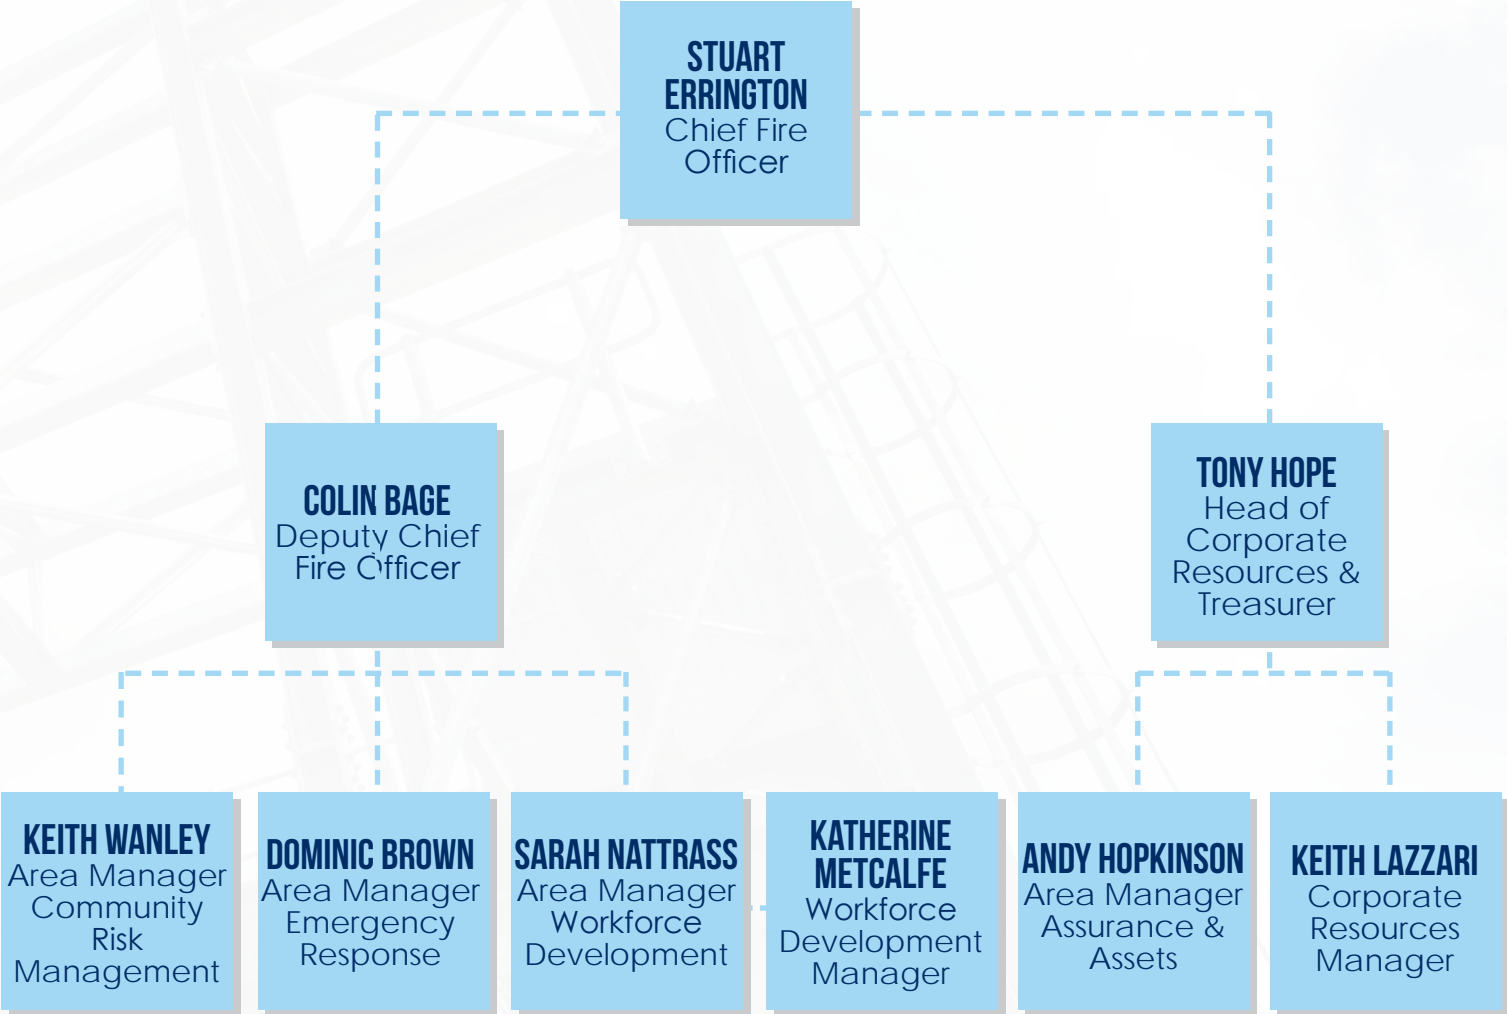 STUART
ERRINGTON
Chief Fire
Officer
COLIN BAGE
Deputy Chief
Fire Officer
TONY HOPE
Head of
Corporate
Resources &
Treasurer
KEITH WANLEY
Area Manager
Community
Risk
Management
DOMINIC BROWN
Area Manager
Emergency
Response
SARAH NATTRASS
Area Manager
Workforce
Development
KATHERINE
METCALFE
Workforce
Development
Manager
ANDY HOPKINSON
Area Manager
Assurance &
Assets
KEITH LAZZARI
Corporate
Resources
Manager